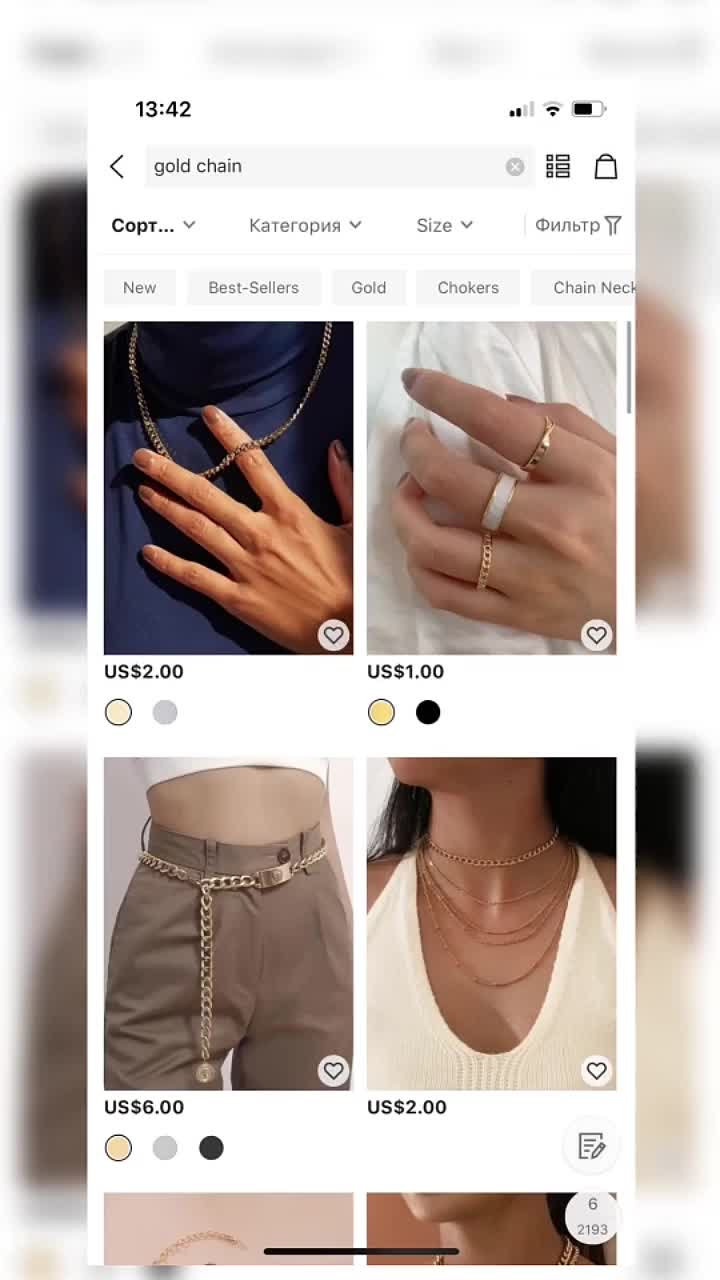 13:42
gold chain
Сорт... Категория Size Фильтр
New Best-Sellers Gold Chokers Chain Neck
US$2.00 US$1.00
US$6.00 US$2.00
6
2193